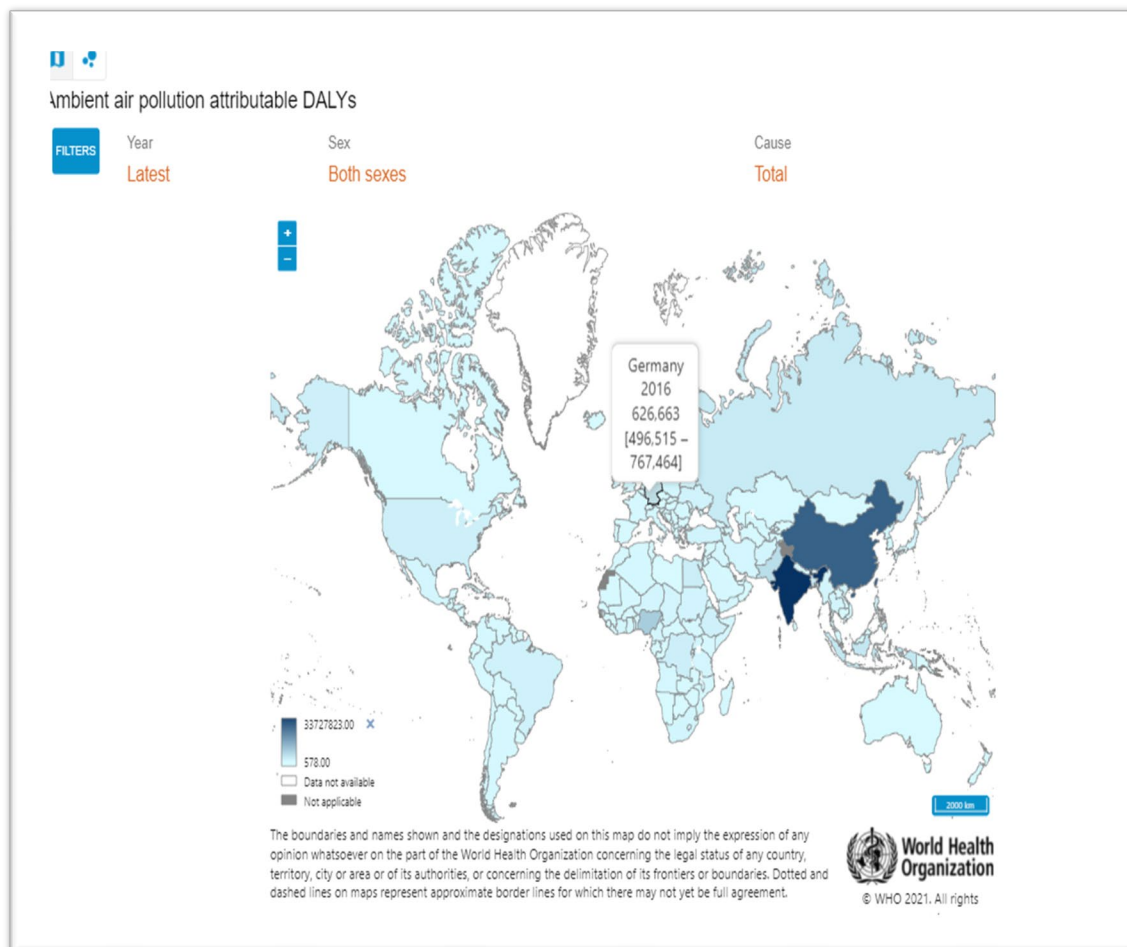 Ambient air pollution attributable DALYs
FILTERS
Year
Sex
Cause
Latest
Both sexes
Total
+
−
Germany
2016
626,663
[496,515 –
767,464]
33727823.00
578.00
Data not available
Not applicable
2000 km
The boundaries and names shown and the designations used on this map do not imply the expression of any
opinion whatsoever on the part of the World Health Organization concerning the legal status of any country,
territory, city or area or of its authorities, or concerning the delimitation of its frontiers or boundaries. Dotted and
dashed lines on maps represent approximate border lines for which there may not yet be full agreement.
World Health
Organization
© WHO 2021. All rights